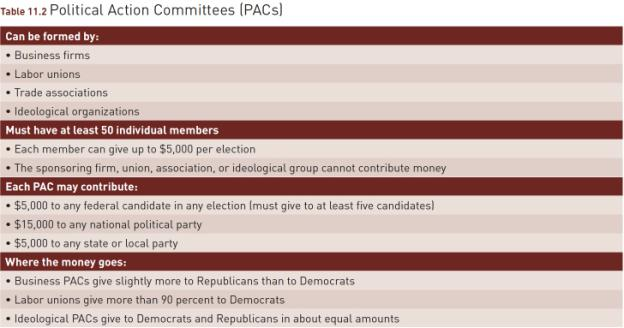 Table 11.2 Political Action Committees (PACs)
Can be formed by:
• Business firms
• Labor unions
• Trade associations
• Ideological organizations
Must have at least 50 individual members
• Each member can give up to $5,000 per election
• The sponsoring firm, union, association, or ideological group cannot contribute money
Each PAC may contribute:
• $5,000 to any federal candidate in any election (must give to at least five candidates)
• $15,000 to any national political party
• $5,000 to any state or local party
Where the money goes:
• Business PACs give slightly more to Republicans than to Democrats
• Labor unions give more than 90 percent to Democrats
• Ideological PACs give to Democrats and Republicans in about equal amounts